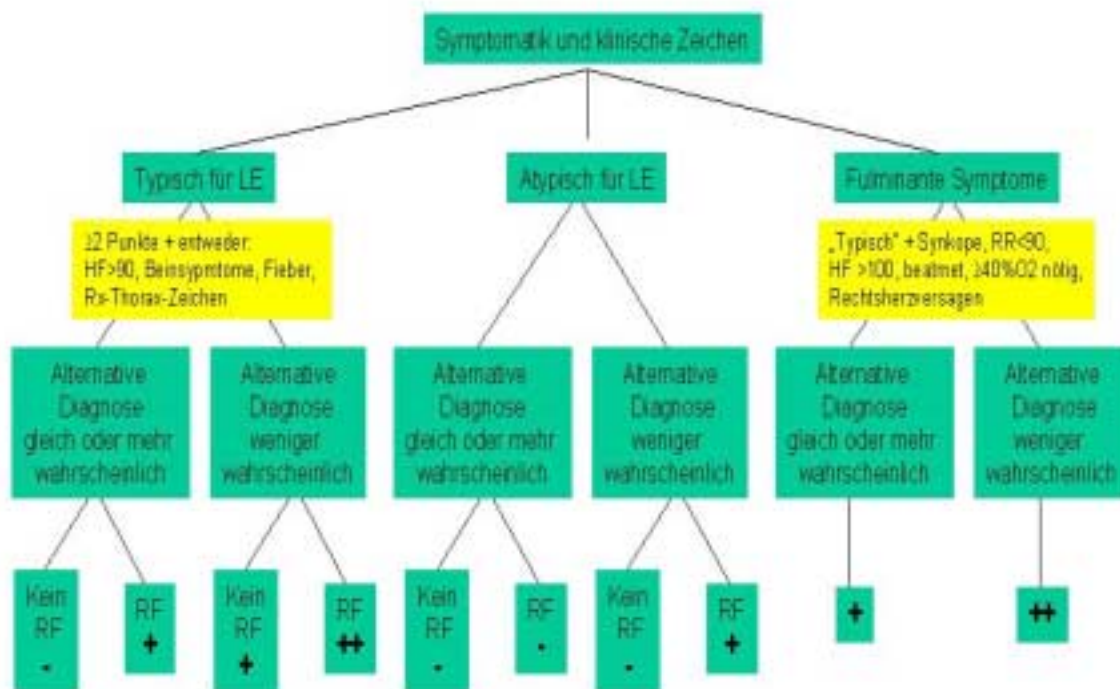 Symptomatik und klinische Zeichen
Typisch für LE
Atypisch für LE
Fulminante Symptome
≥2 Punkte + entweder:
HF>90, Beinsymptome, Fieber,
Rx-Thorax-Zeichen
„Typisch" + Synkope, RR<90,
HF >100, beatmet, ≥40%O2 nötig,
Rechtsherzversagen
Alternative
Diagnose
gleich oder mehr
wahrscheinlich
Alternative
Diagnose
weniger
wahrscheinlich
Alternative
Diagnose
gleich oder mehr
wahrscheinlich
Alternative
Diagnose
weniger
wahrscheinlich
Alternative
Diagnose
gleich oder mehr
wahrscheinlich
Alternative
Diagnose
weniger
wahrscheinlich
Kein
RF
-
RF
+
Kein
RF
+
RF
++
Kein
RF
-
RF
-
Kein
RF
-
RF
+
+
++